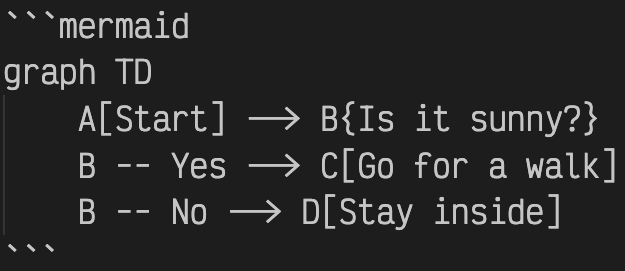 ```mermaid
graph TD
    A[Start] --> B{Is it sunny?}
    B -- Yes --> C[Go for a walk]
    B -- No --> D[Stay inside]
```